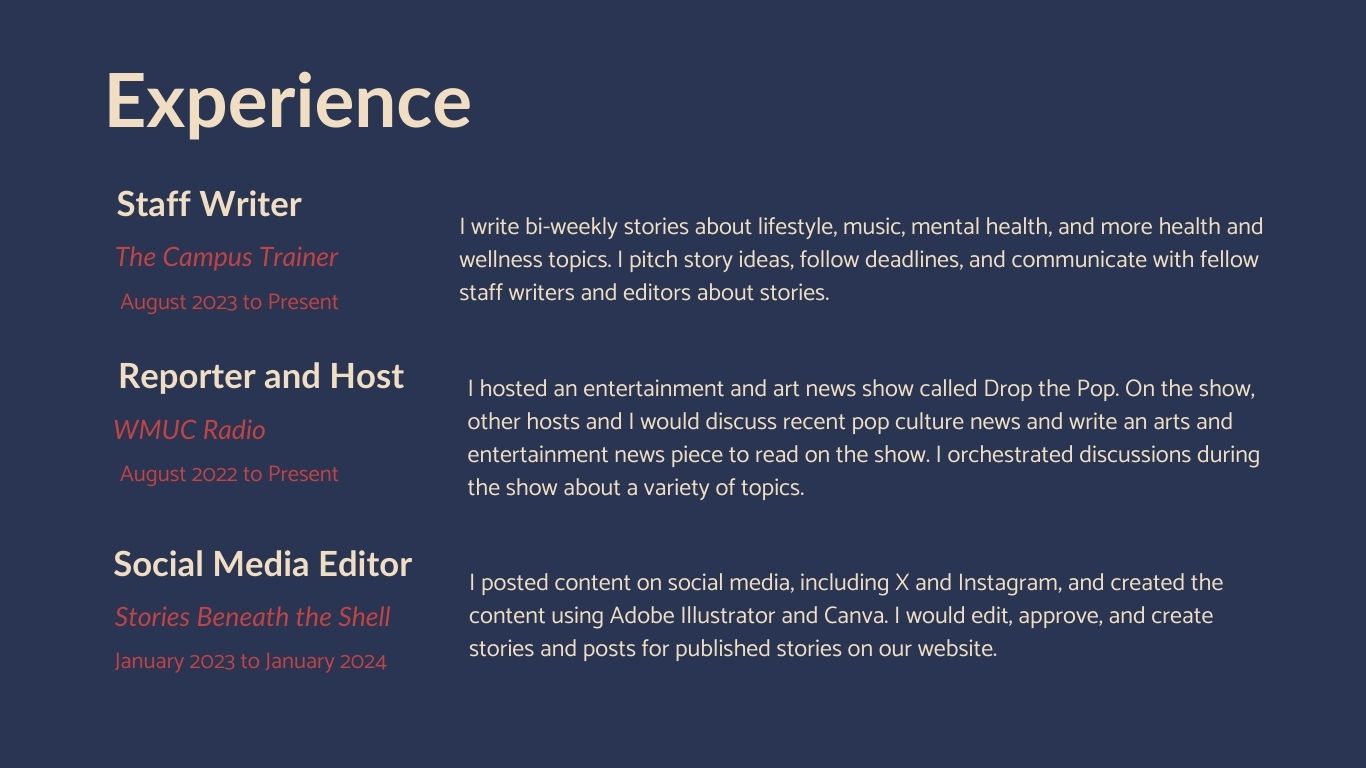 Experience
Staff Writer
The Campus Trainer
August 2023 to Present
I write bi-weekly stories about lifestyle, music, mental health, and more health and
wellness topics. I pitch story ideas, follow deadlines, and communicate with fellow
staff writers and editors about stories.
Reporter and Host
WMUC Radio
August 2022 to Present
I hosted an entertainment and art news show called Drop the Pop. On the show,
other hosts and I would discuss recent pop culture news and write an arts and
entertainment news piece to read on the show. I orchestrated discussions during
the show about a variety of topics.
Social Media Editor
Stories Beneath the Shell
January 2023 to January 2024
I posted content on social media, including X and Instagram, and created the
content using Adobe Illustrator and Canva. I would edit, approve, and create
stories and posts for published stories on our website.